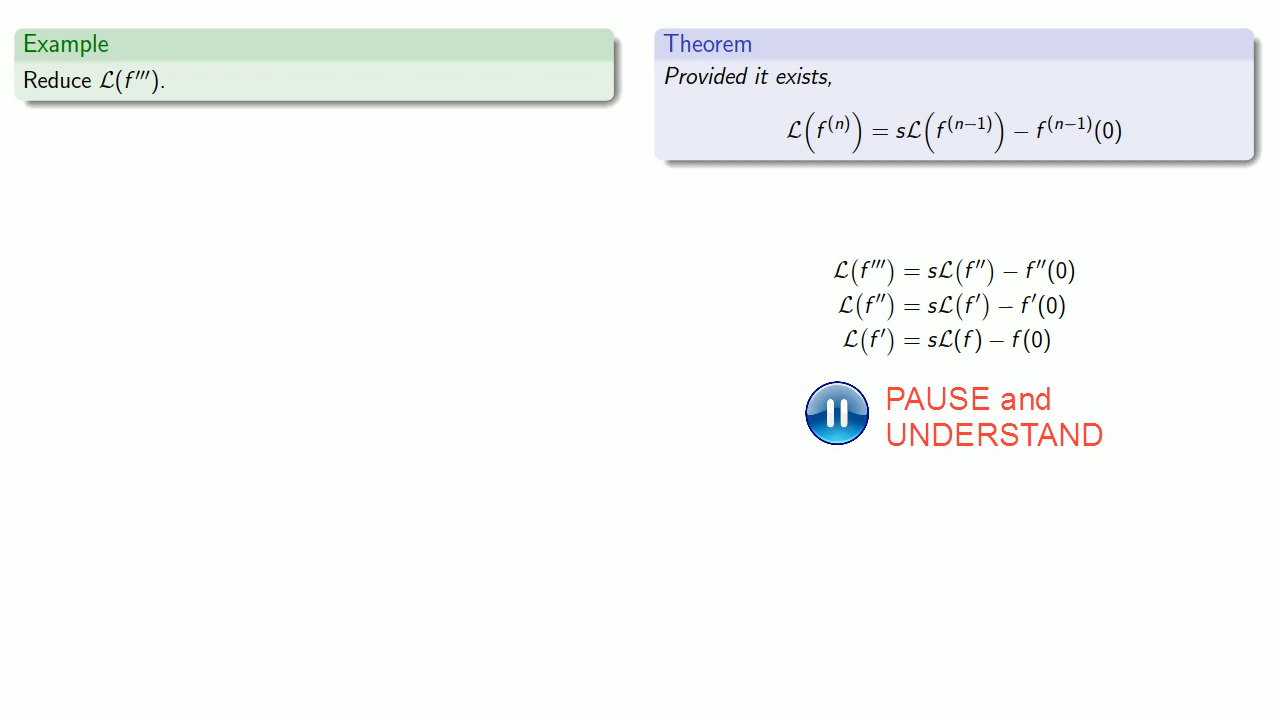 Example
Reduce ℒ(f′′′).
Theorem
Provided it exists,
ℒ(f⁽ⁿ⁾) = sℒ(f⁽ⁿ⁻¹⁾) − f⁽ⁿ⁻¹⁾(0)
ℒ(f′′′) = sℒ(f′′) − f′′(0)
ℒ(f′′) = sℒ(f′) − f′(0)
ℒ(f′) = sℒ(f) − f(0)
PAUSE and
UNDERSTAND